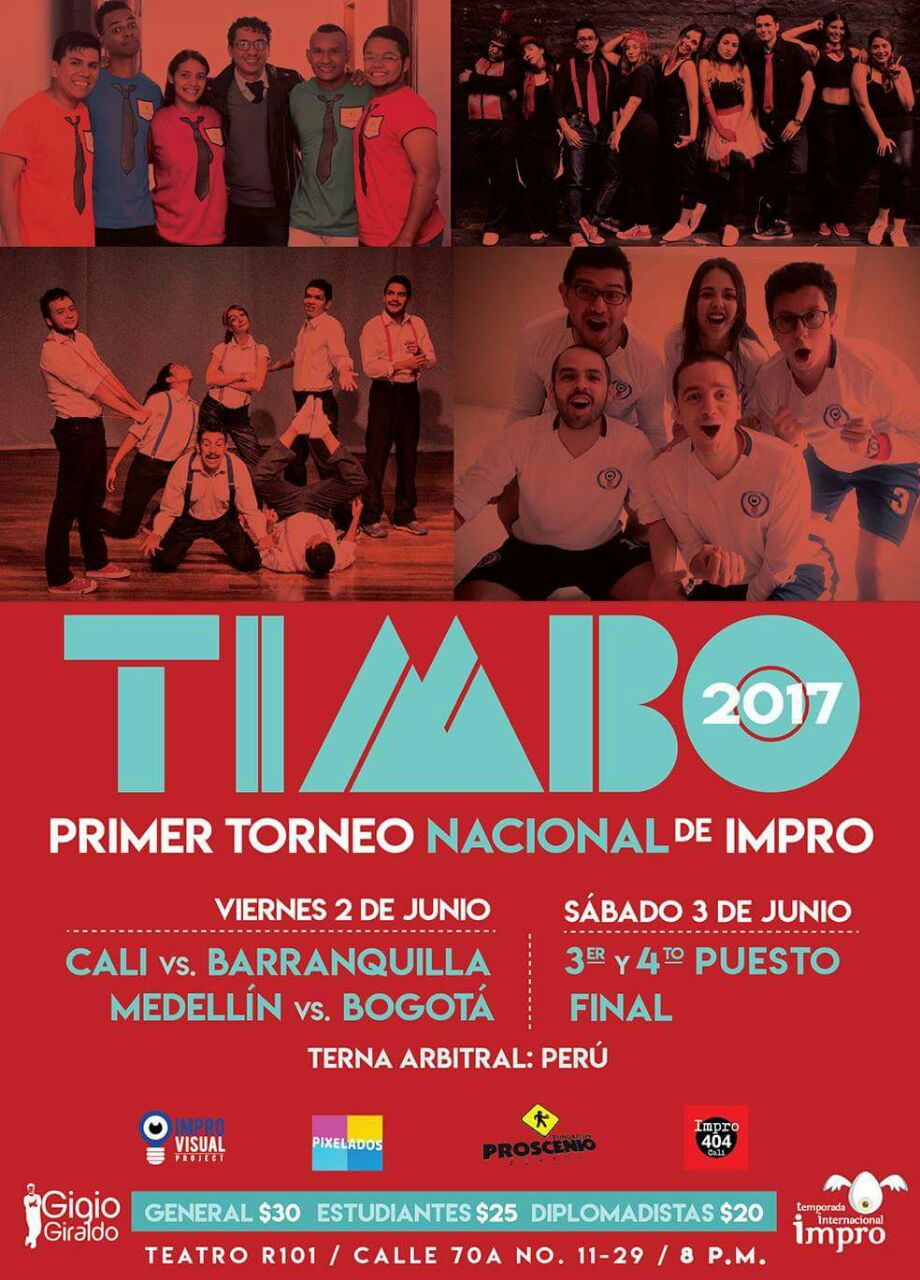 TIMBO
2017
PRIMER TORNEO NACIONAL DE IMPRO
VIERNES 2 DE JUNIO
CALI VS. BARRANQUILLA
MEDELLÍN VS. BOGOTÁ
SÁBADO 3 DE JUNIO
3ER Y 4TO PUESTO
FINAL
TERNA ARBITRAL: PERÚ
IMPRO
VISUAL
PROJECT
PIXELADOS
FUNDACIÓN
PROSCENIO
Impro
404
Cali
Gigio
Giraldo
GENERAL $30 ESTUDIANTES $25 DIPLOMADISTAS $20
temporada
internacional
impro
TEATRO R101 / CALLE 70A NO. 11-29 / 8 P.M.